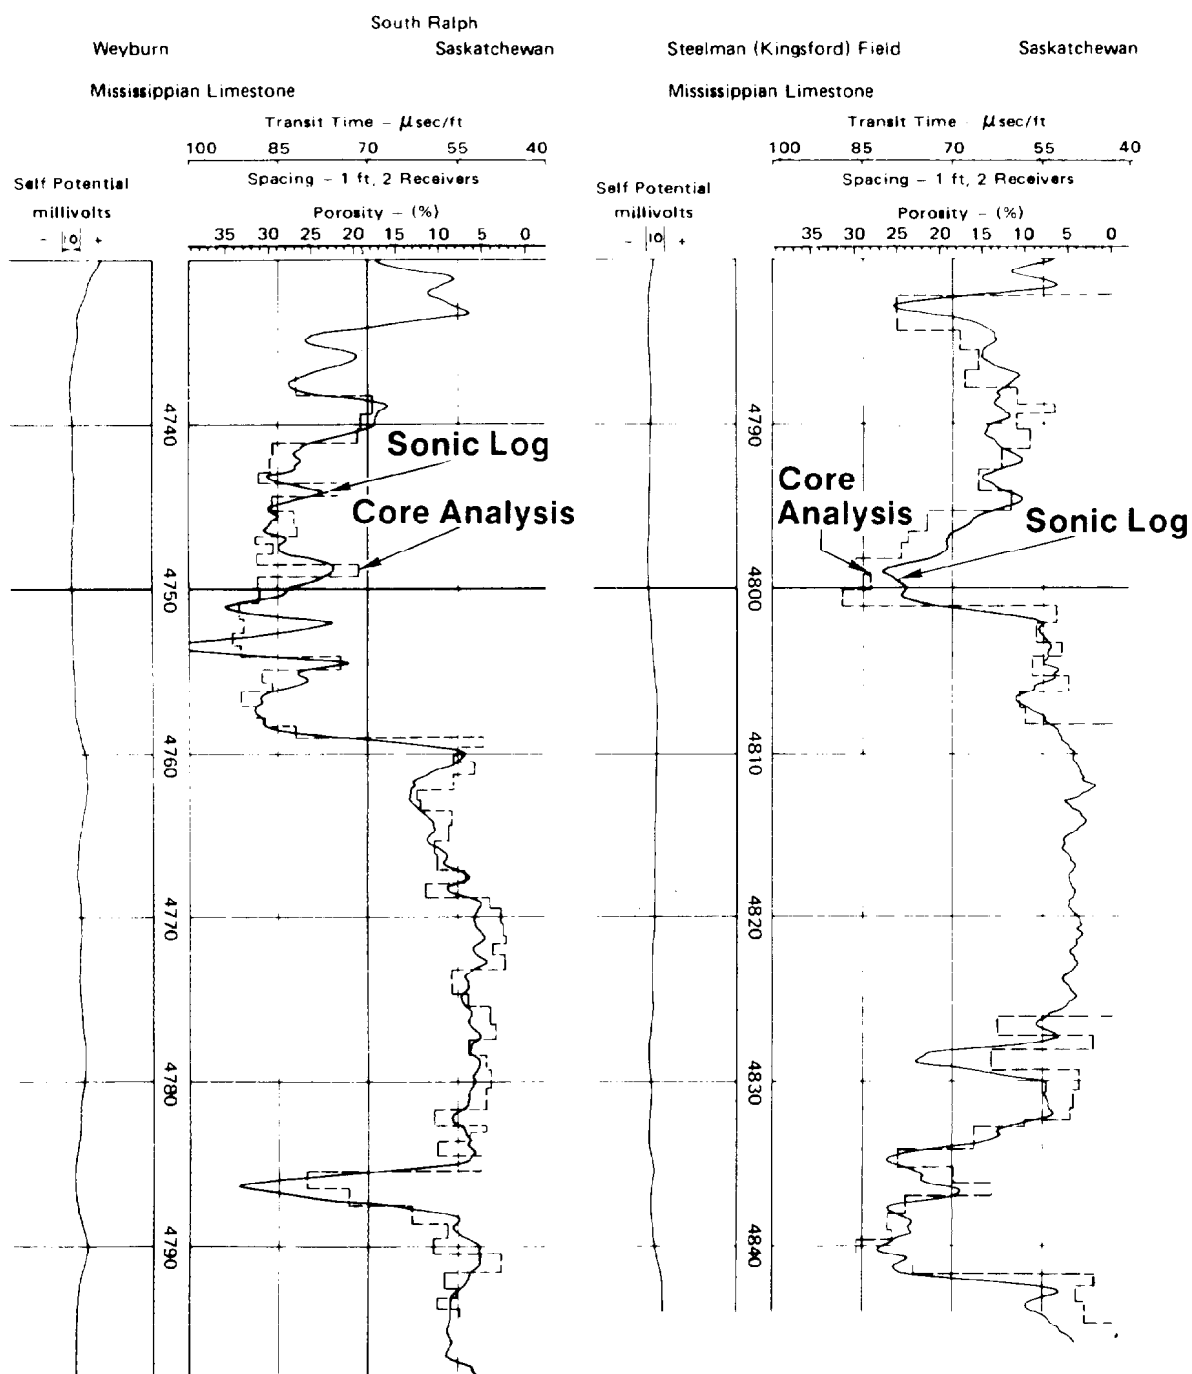 South Ralph
Weyburn Saskatchewan
Mississippian Limestone
Transit Time – μsec/ft
100 85 70 55 40
Self Potential
millivolts
- 10 +
Spacing – 1 ft, 2 Receivers
Porosity – (%)
35 30 25 20 15 10 5 0
4740
Sonic Log
Core Analysis
4750
4760
4770
4780
4790
Steelman (Kingsford) Field Saskatchewan
Mississippian Limestone
Transit Time – μsec/ft
100 85 70 55 40
Self Potential
millivolts
- 10 +
Spacing – 1 ft, 2 Receivers
Porosity – (%)
35 30 25 20 15 10 5 0
4790
Core
Analysis
Sonic Log
4800
4810
4820
4830
4840